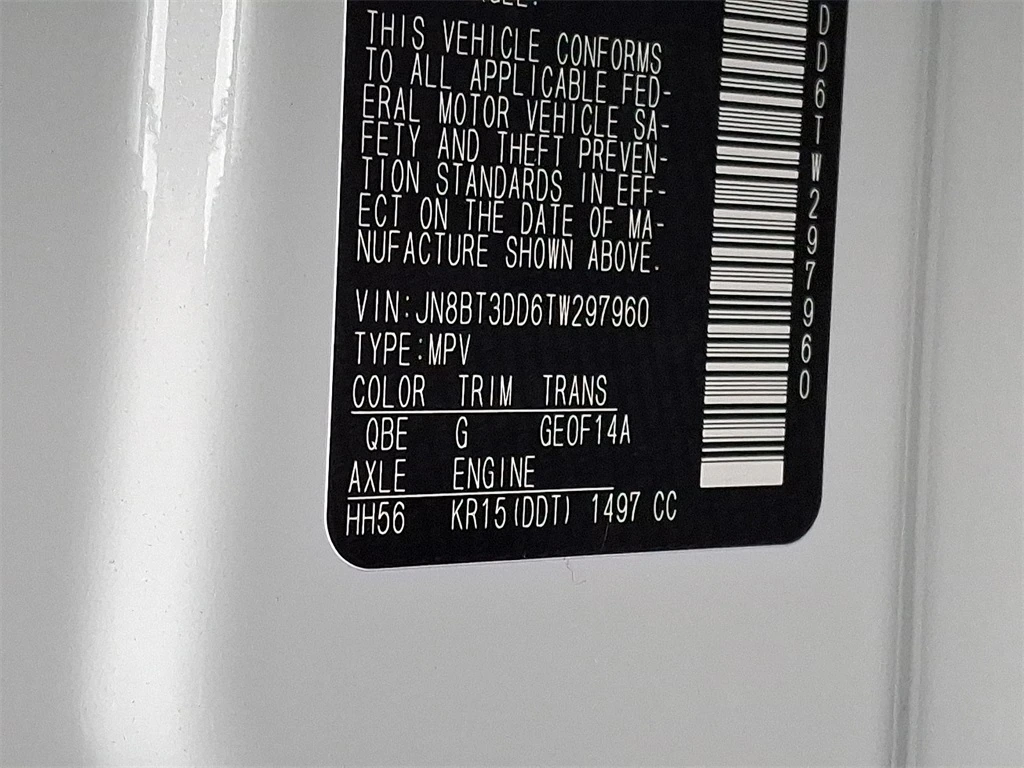 THIS VEHICLE CONFORMS
TO ALL APPLICABLE FED-
ERAL MOTOR VEHICLE SA-
FETY AND THEFT PREVEN-
TION STANDARDS IN EFF-
ECT ON THE DATE OF MA-
NUFACTURE SHOWN ABOVE.
VIN:JN8BT3DD6TW297960
TYPE:MPV
COLOR TRIM TRANS
QBE G GE0F14A
AXLE ENGINE
HH56 KR15(DDT) 1497 CC
DD6TW297960